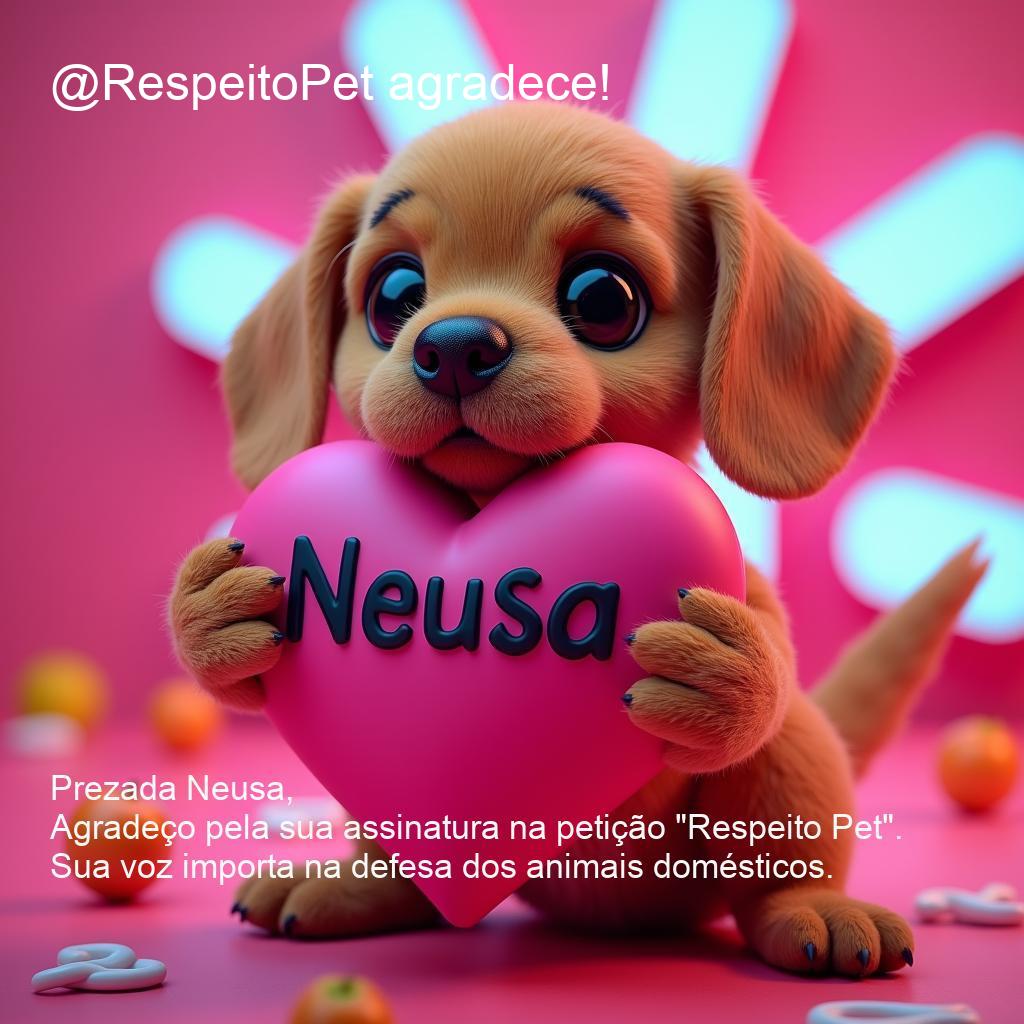 @RespeitoPet agradece!
Neusa
Prezada Neusa,
Agradeço pela sua assinatura na petição "Respeito Pet".
Sua voz importa na defesa dos animais domésticos.